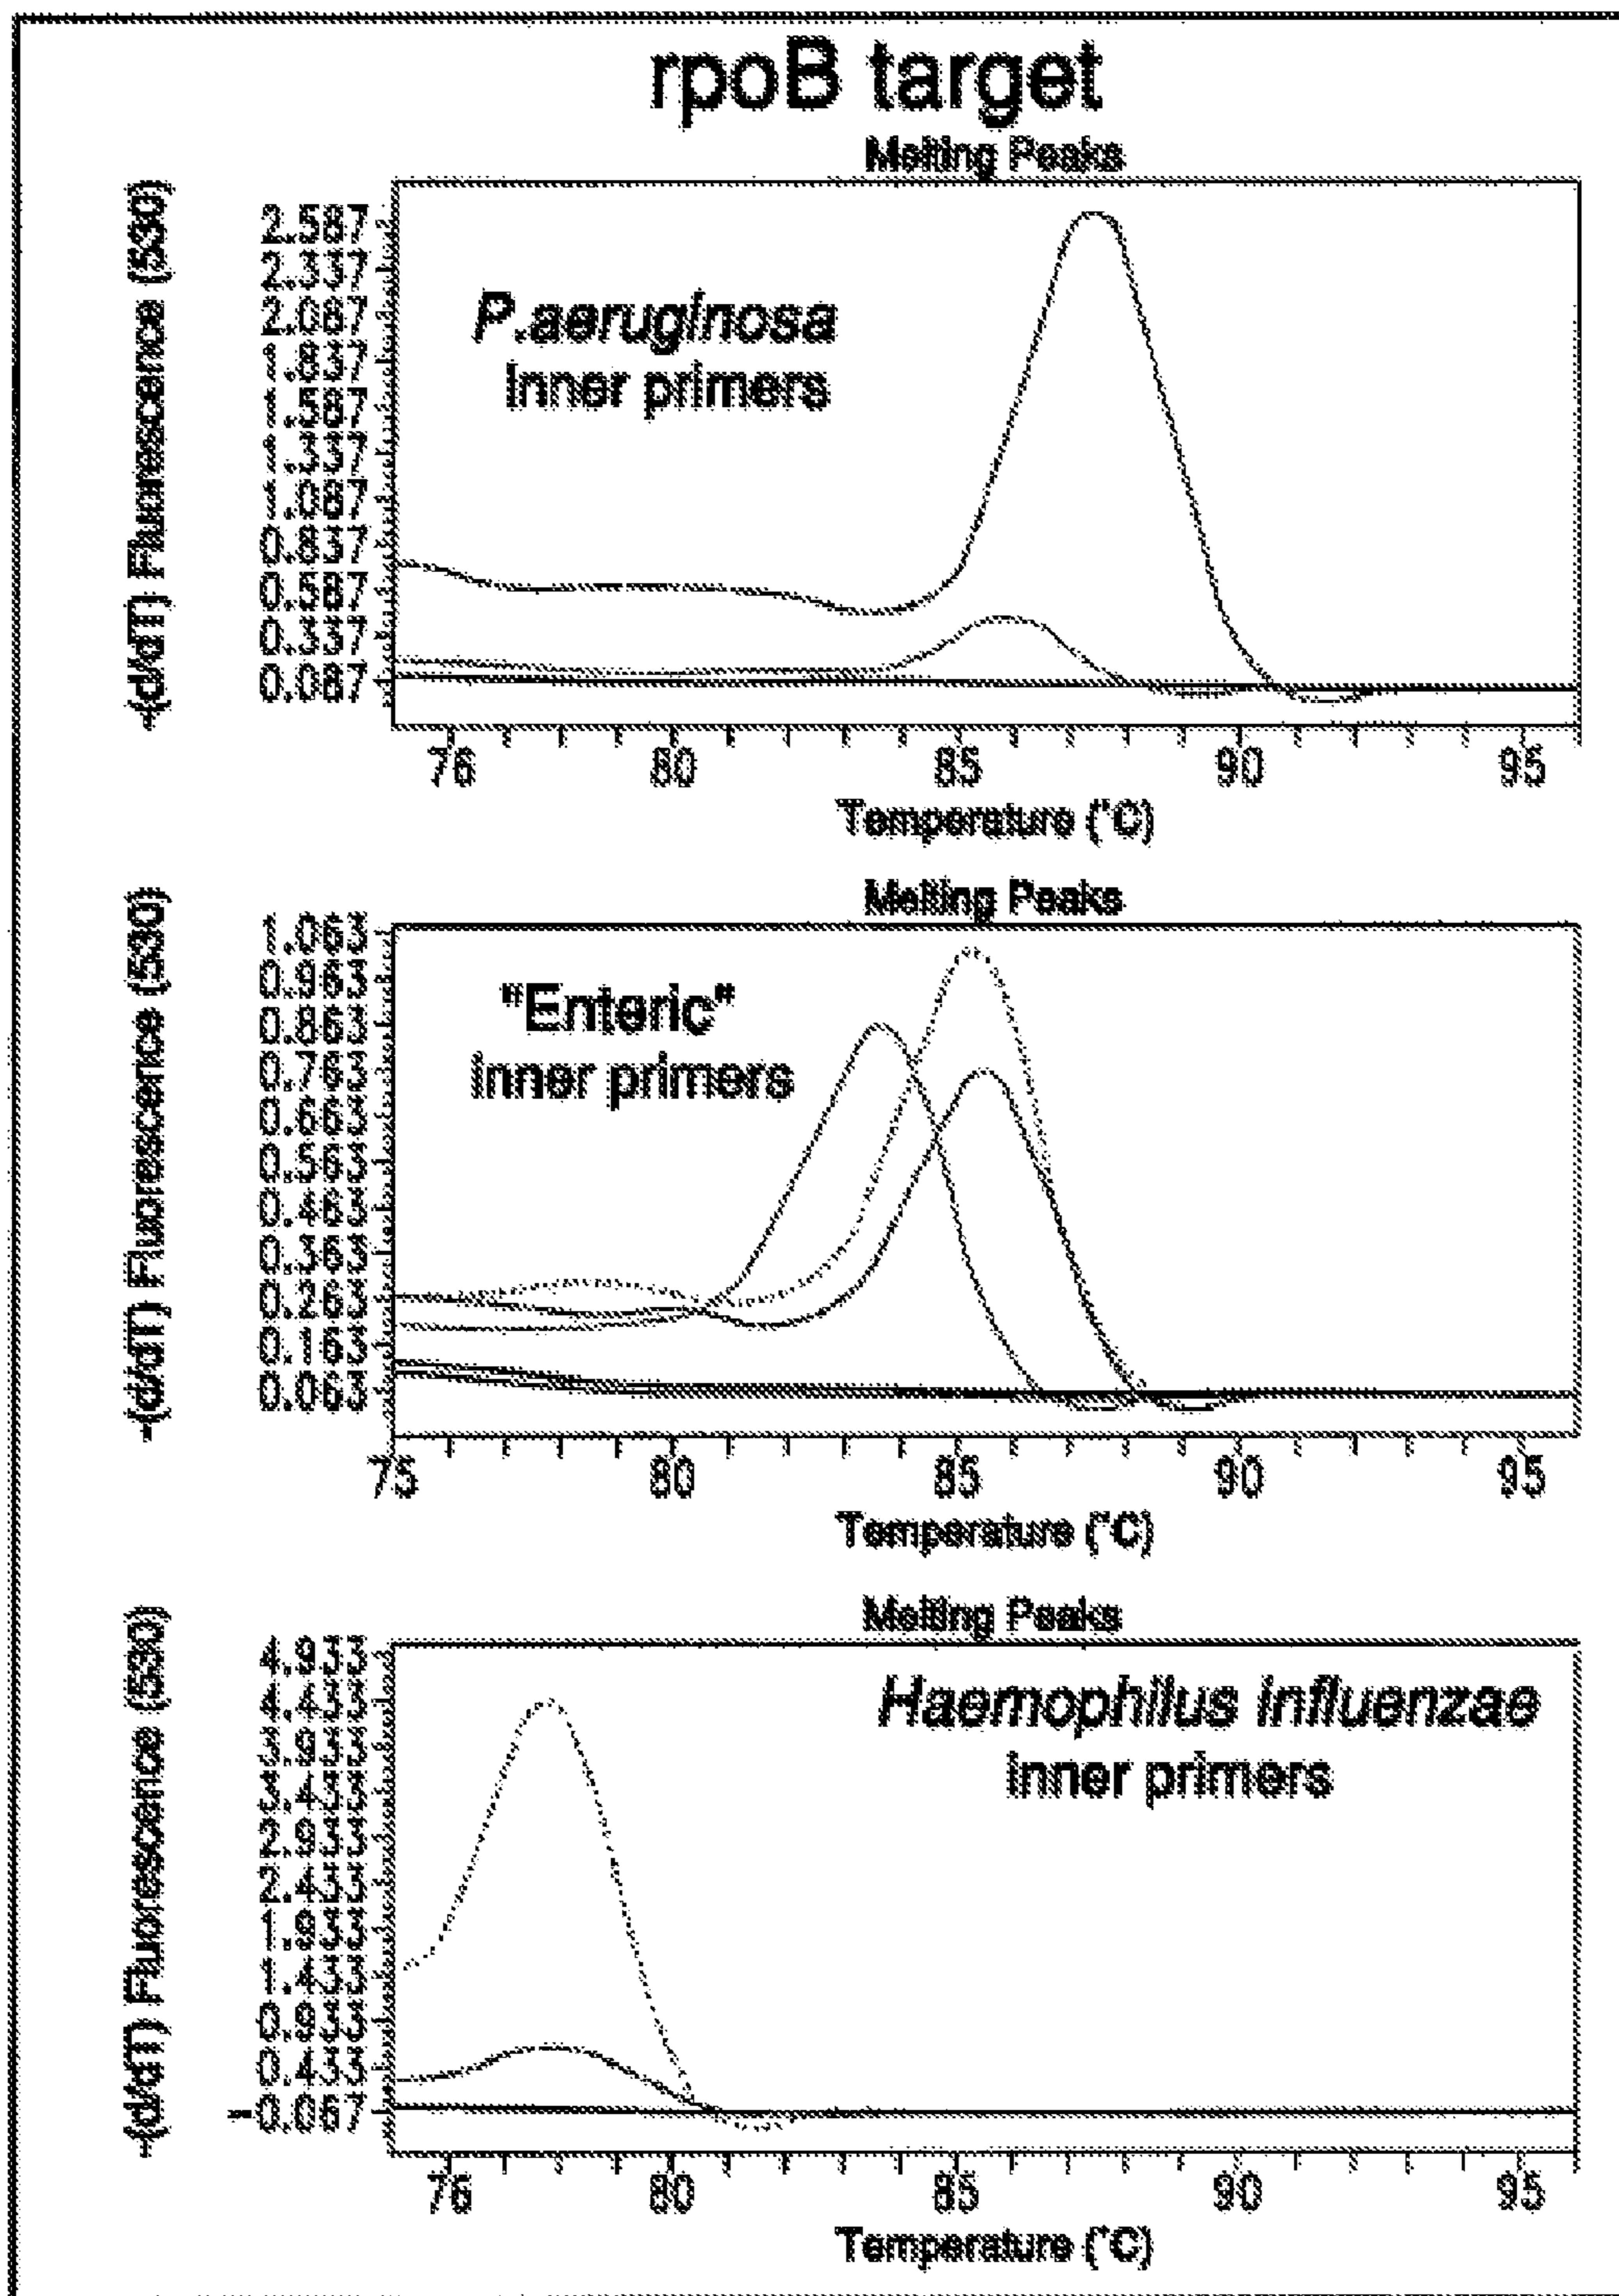 rpoB target
Melting Peaks
-(d/dT) Fluorescence (530)
2.587
2.337
2.087
1.837
1.587
1.337
1.087
0.837
0.587
0.337
0.087
P.aeruginosa
Inner primers
76 80 85 90 95
Temperature (°C)
Melting Peaks
-(d/dT) Fluorescence (530)
1.063
0.963
0.863
0.763
0.663
0.563
0.463
0.363
0.263
0.163
0.063
"Enteric"
inner primers
75 80 85 90 95
Temperature (°C)
Melting Peaks
-(d/dT) Fluorescence (530)
4.933
4.433
3.933
3.433
2.933
2.433
1.933
1.433
0.933
0.433
-0.067
Haemophilus influenzae
inner primers
76 80 85 90 95
Temperature (°C)